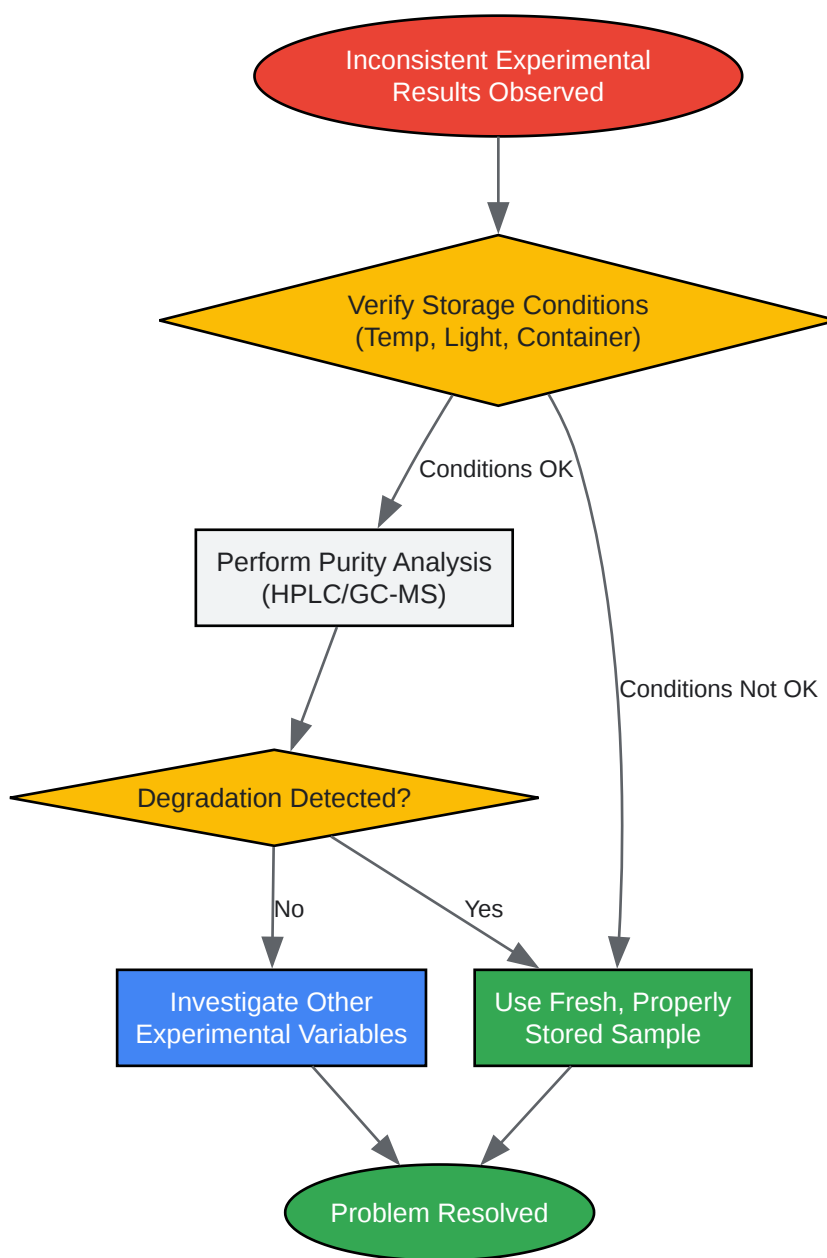 Inconsistent Experimental
Results Observed
Verify Storage Conditions
(Temp, Light, Container)
Conditions OK
Perform Purity Analysis
(HPLC/GC-MS)
Conditions Not OK
Degradation Detected?
No
Yes
Investigate Other
Experimental Variables
Use Fresh, Properly
Stored Sample
Problem Resolved